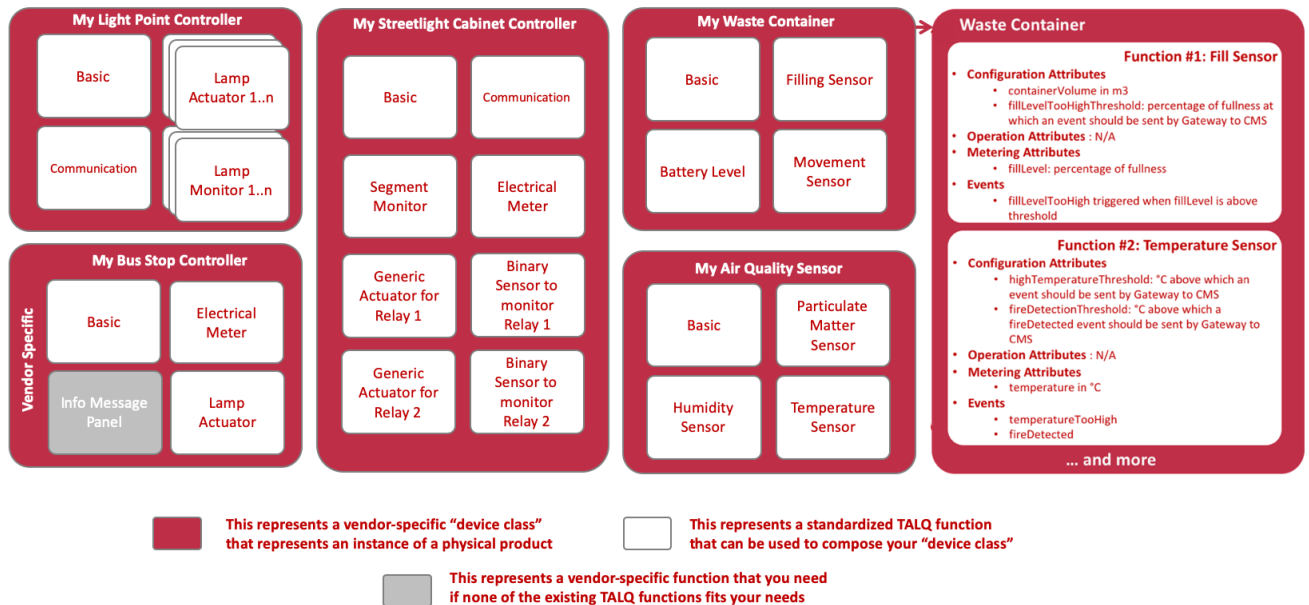 My Light Point Controller
Basic
Lamp
Actuator 1..n
Communication
Lamp
Monitor 1..n
My Bus Stop Controller
Vendor Specific
Basic
Electrical
Meter
Info Message
Panel
Lamp
Actuator
My Streetlight Cabinet Controller
Basic
Communication
Segment
Monitor
Electrical
Meter
Generic
Actuator for
Relay 1
Binary
Sensor to
monitor
Relay 1
Generic
Actuator for
Relay 2
Binary
Sensor to
monitor
Relay 2
My Waste Container
Basic
Filling Sensor
Battery Level
Movement
Sensor
My Air Quality Sensor
Basic
Particulate
Matter
Sensor
Humidity
Sensor
Temperature
Sensor
Waste Container
Function #1: Fill Sensor
• Configuration Attributes
• containerVolume in m3
• fillLevelTooHighThreshold: percentage of fullness at
which an event should be sent by Gateway to CMS
• Operation Attributes : N/A
• Metering Attributes
• fillLevel: percentage of fullness
• Events
• fillLevelTooHigh triggered when fillLevel is above
threshold
Function #2: Temperature Sensor
• Configuration Attributes
• highTemperatureThreshold: °C above which an
event should be sent by Gateway to CMS
• fireDetectionThreshold: °C above which a
fireDetected event should be sent by Gateway to
CMS
• Operation Attributes : N/A
• Metering Attributes
• temperature in °C
• Events
• temperatureTooHigh
• fireDetected
... and more
This represents a vendor-specific “device class”
that represents an instance of a physical product
This represents a standardized TALQ function
that can be used to compose your “device class”
This represents a vendor-specific function that you need
if none of the existing TALQ functions fits your needs